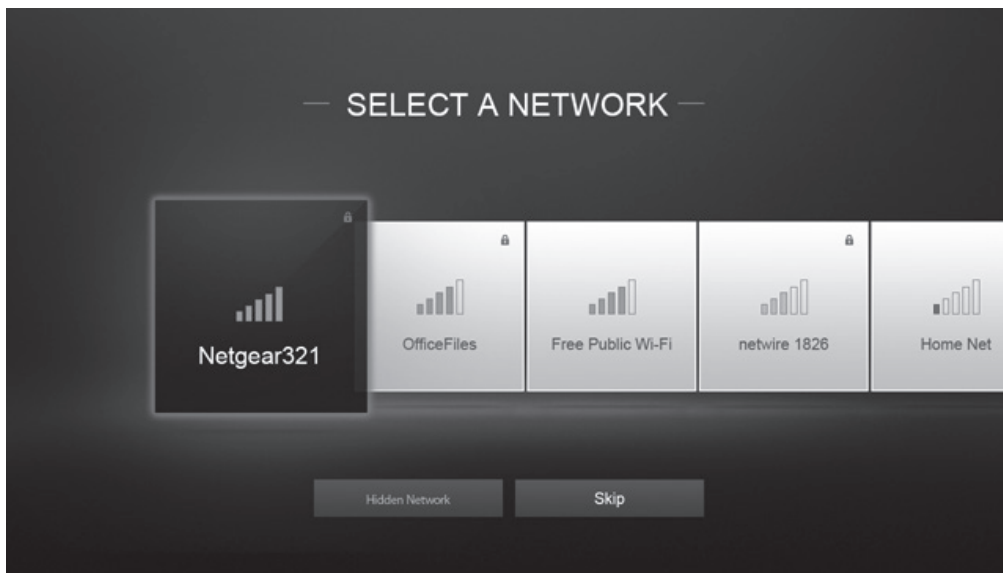 SELECT A NETWORK
Netgear321
OfficeFiles
Free Public Wi-Fi
netwire 1826
Home Net
Hidden Network
Skip